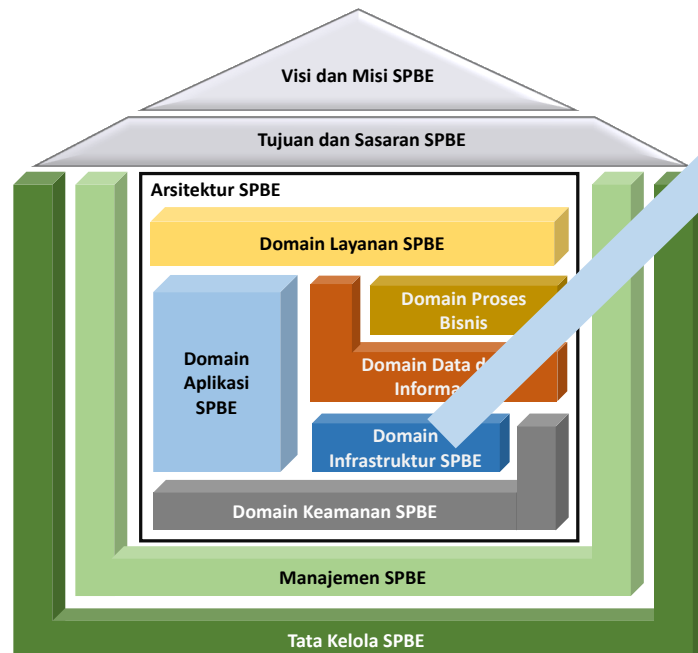 Visi dan Misi SPBE
Tujuan dan Sasaran SPBE
Arsitektur SPBE
Domain Layanan SPBE
Domain Proses
Bisnis
Domain
Aplikasi
SPBE
Domain Data
Domain
Infrastruktur SPBE
Domain Keamanan SPBE
Manajemen SPBE
Tata Kelola SPBE